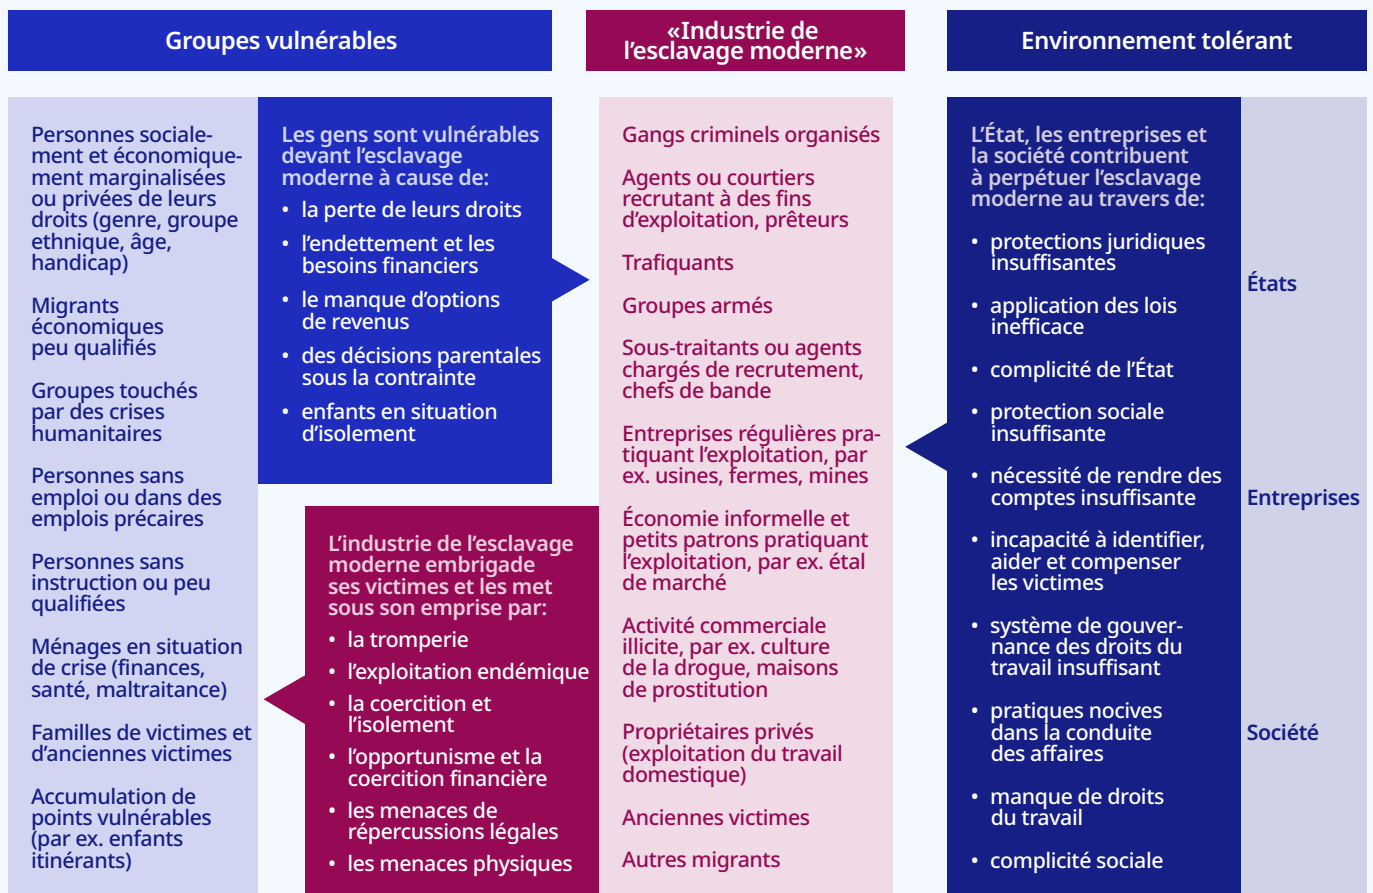 Groupes vulnérables
«Industrie de
l’esclavage moderne»
Environnement tolérant
Personnes sociale-
ment et économique-
ment marginalisées
ou privées de leurs
droits (genre, groupe
ethnique, âge,
handicap)
Migrants
économiques
peu qualifiés
Groupes touchés
par des crises
humanitaires
Personnes sans
emploi ou dans des
emplois précaires
Personnes sans
instruction ou peu
qualifiées
Ménages en situation
de crise (finances,
santé, maltraitance)
Familles de victimes et
d’anciennes victimes
Accumulation de
points vulnérables
(par ex. enfants
itinérants)
Les gens sont vulnérables
devant l’esclavage
moderne à cause de:
• la perte de leurs droits
• l’endettement et les
besoins financiers
• le manque d’options
de revenus
• des décisions parentales
sous la contrainte
• enfants en situation
d’isolement
L’industrie de l’esclavage
moderne embrigade
ses victimes et les met
sous son emprise par:
• la tromperie
• l’exploitation endémique
• la coercition et
l’isolement
• l’opportunisme et la
coercition financière
• les menaces de
répercussions légales
• les menaces physiques
Gangs criminels organisés
Agents ou courtiers
recrutant à des fins
d’exploitation, prêteurs
Trafiquants
Groupes armés
Sous-traitants ou agents
chargés de recrutement,
chefs de bande
Entreprises régulières pra-
tiquant l’exploitation, par
ex. usines, fermes, mines
Économie informelle et
petits patrons pratiquant
l’exploitation, par ex. étal
de marché
Activité commerciale
illicite, par ex. culture
de la drogue, maisons
de prostitution
Propriétaires privés
(exploitation du travail
domestique)
Anciennes victimes
Autres migrants
L’État, les entreprises et
la société contribuent
à perpétuer l’esclavage
moderne au travers de:
• protections juridiques
insuffisantes
• application des lois
inefficace
• complicité de l’État
• protection sociale
insuffisante
• nécessité de rendre des
comptes insuffisante
• incapacité à identifier,
aider et compenser
les victimes
• système de gouver-
nance des droits du
travail insuffisant
• pratiques nocives
dans la conduite
des affaires
• manque de droits
du travail
• complicité sociale
États
Entreprises
Société